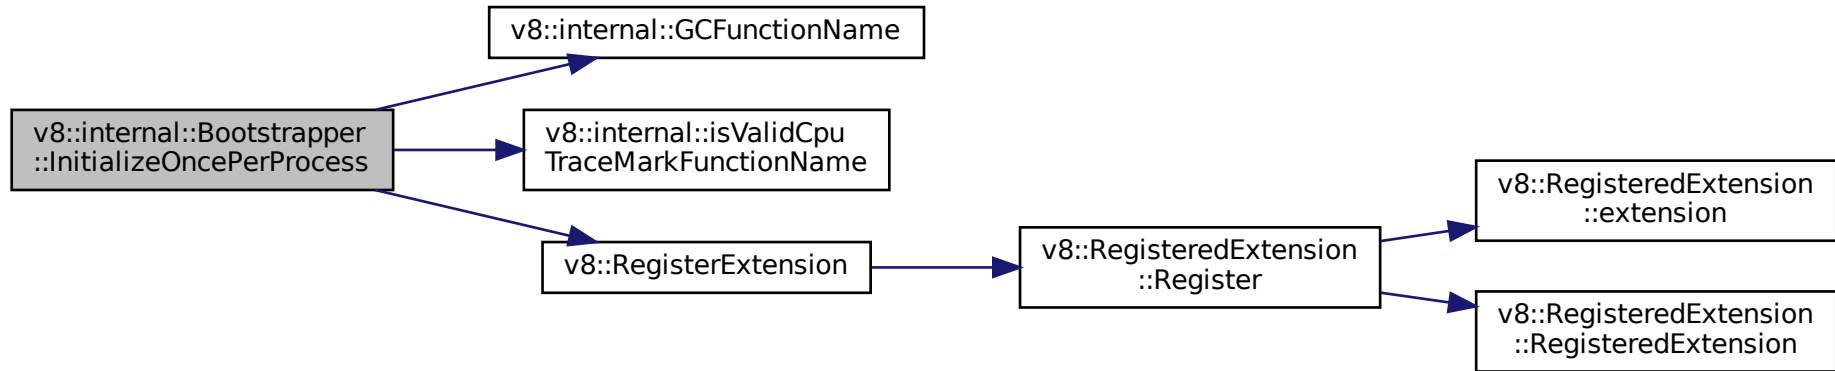 v8::internal::GCFunctionName
v8::internal::Bootstrapper
::InitializeOncePerProcess
v8::internal::isValidCpu
TraceMarkFunctionName
v8::RegisterExtension
v8::RegisteredExtension
::Register
v8::RegisteredExtension
::extension
v8::RegisteredExtension
::RegisteredExtension